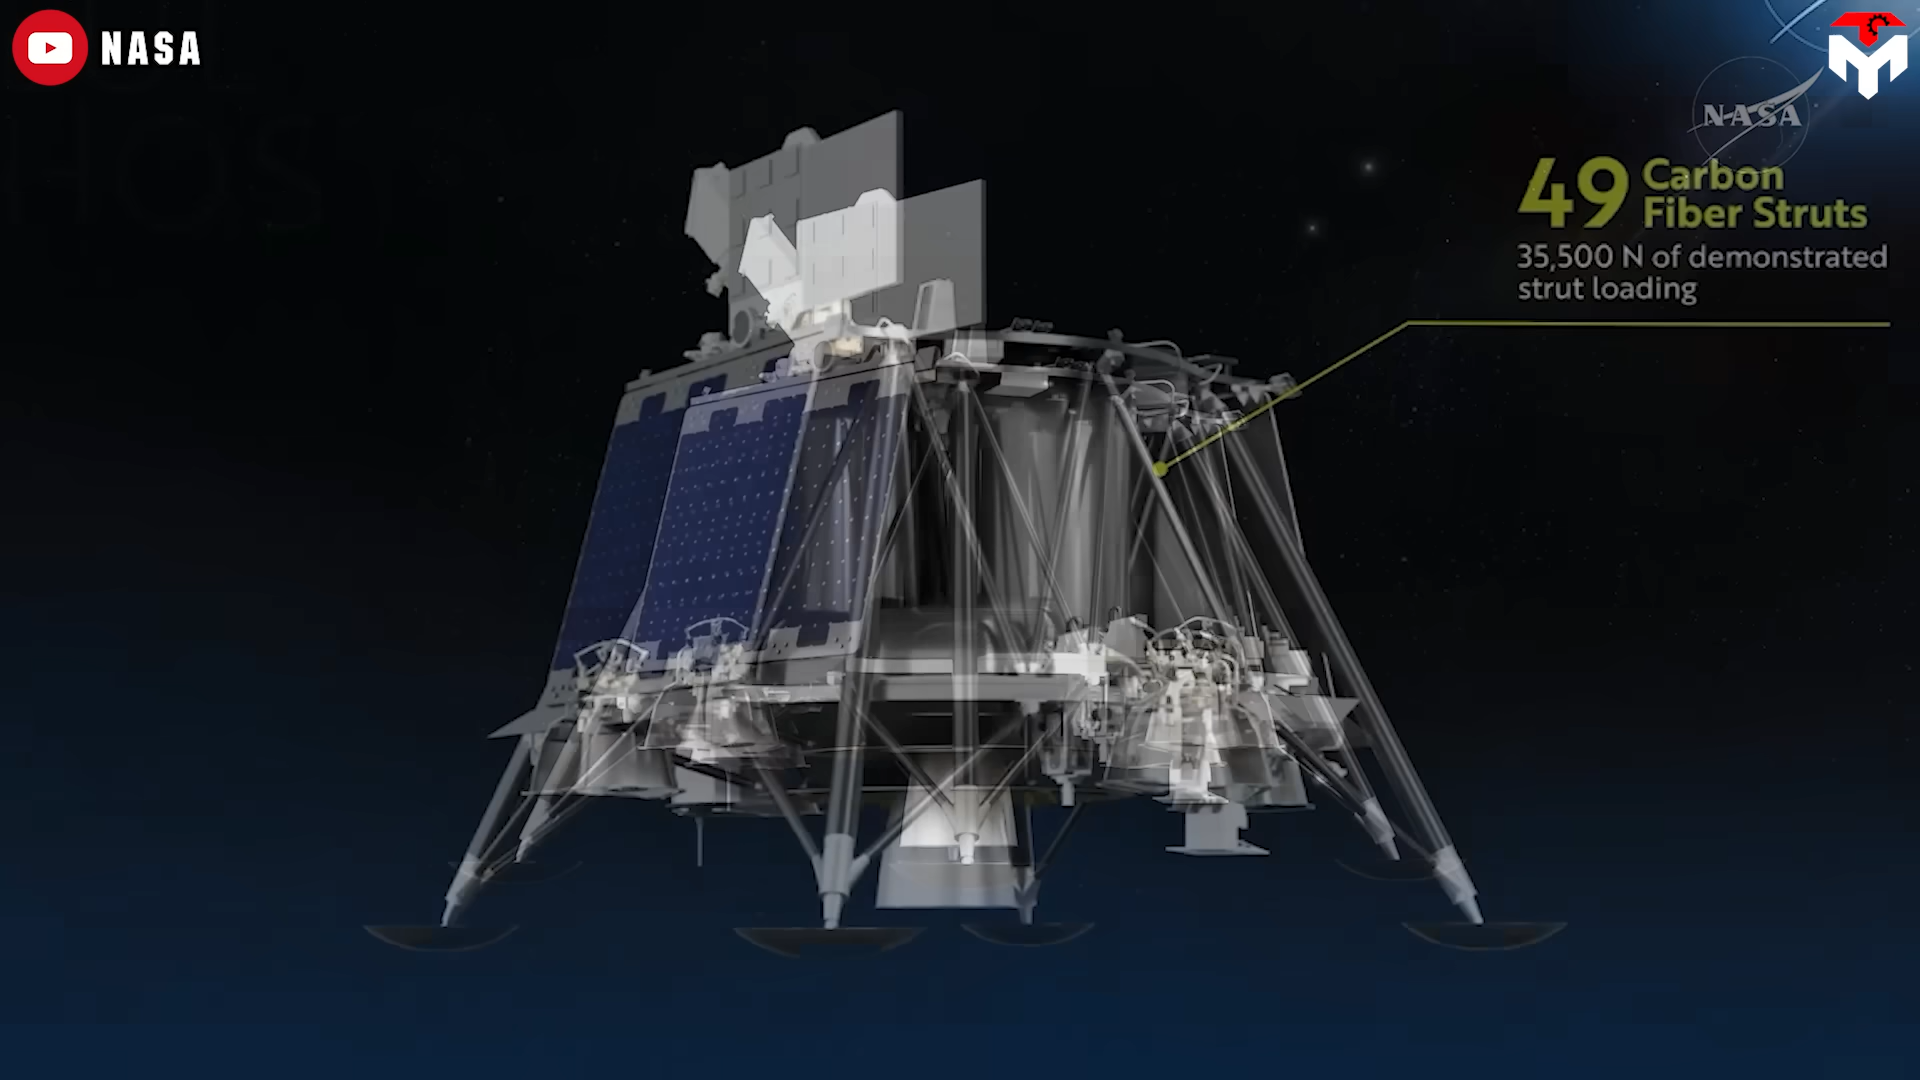 NASA
NASA
49 Carbon
Fiber Struts
35,500 N of demonstrated
strut loading